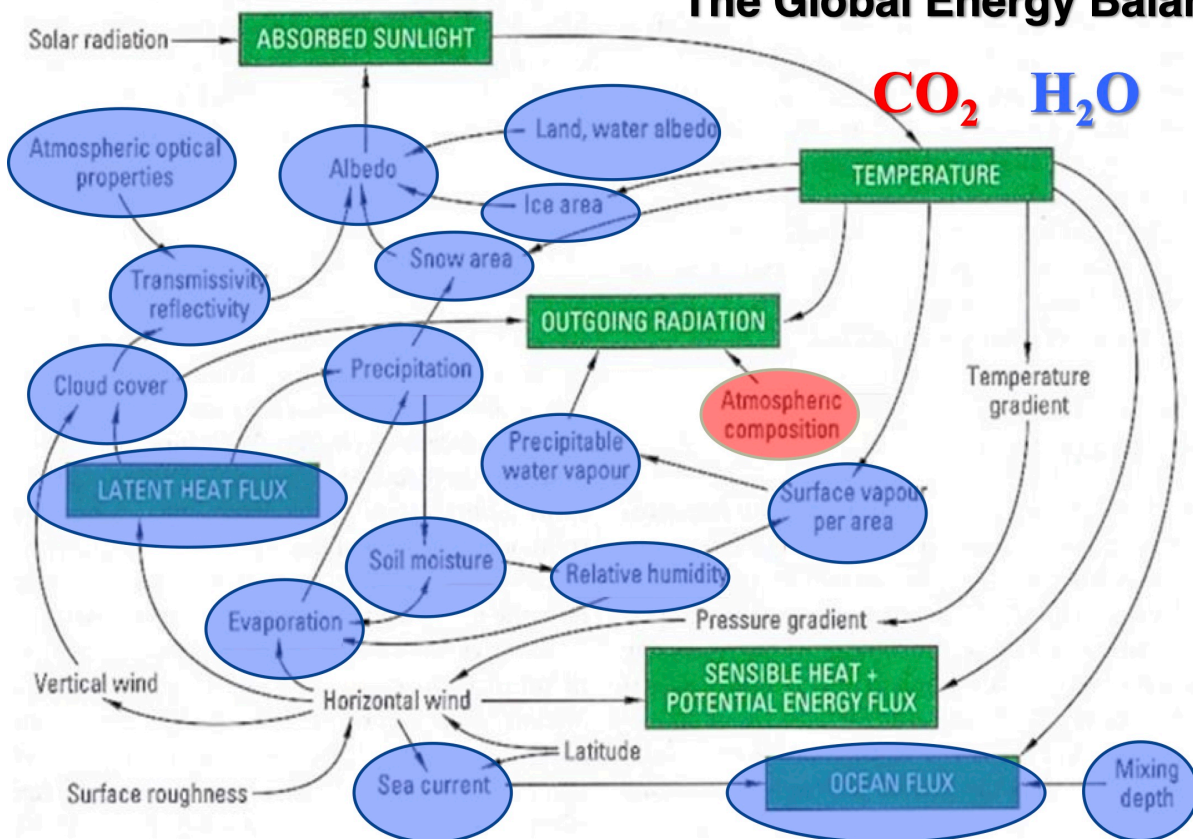 The Global Energy
Solar radiation
ABSORBED SUNLIGHT
CO₂ H₂O
Atmospheric optical
properties
Albedo
Land, water albedo
TEMPERATURE
Ice area
Snow area
Transmissivity
reflectivity
OUTGOING RADIATION
Cloud cover
Precipitation
Temperature
gradient
Atmospheric
composition
Precipitable
water vapour
LATENT HEAT FLUX
Surface vapour
per area
Soil moisture
Relative humidity
Evaporation
Pressure gradient
SENSIBLE HEAT +
POTENTIAL ENERGY FLUX
Vertical wind
Horizontal wind
Latitude
Sea current
OCEAN FLUX
Mixing
depth
Surface roughness